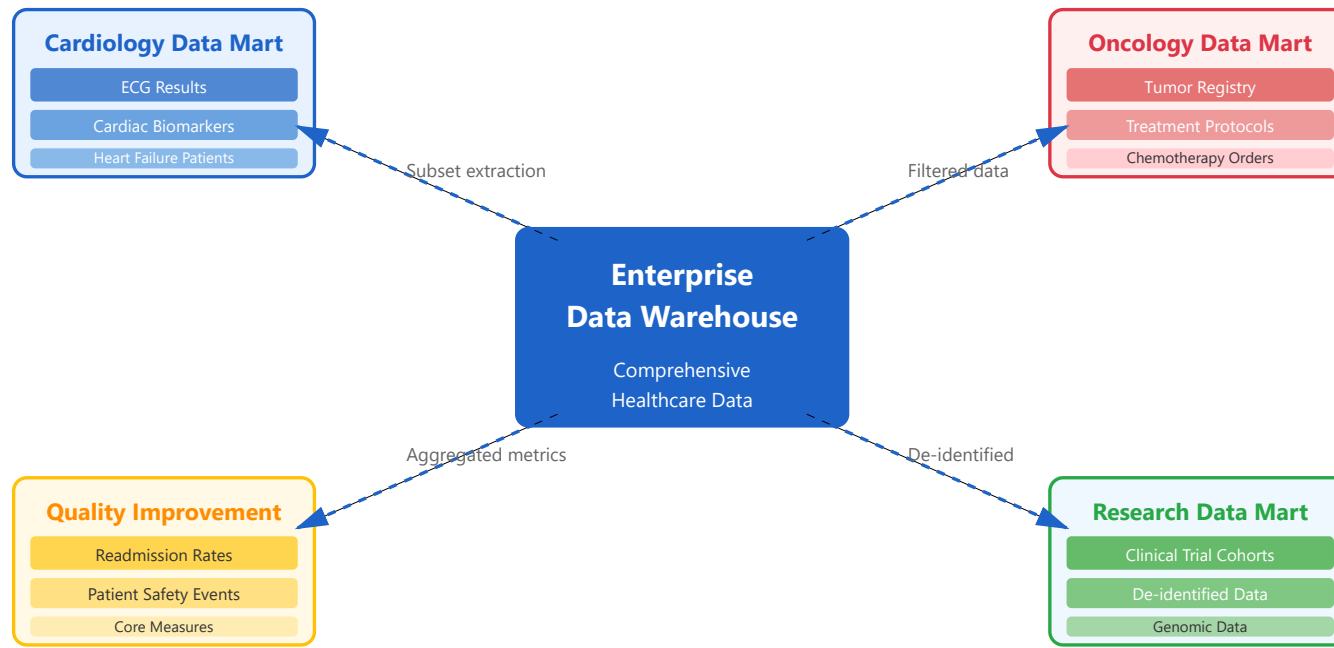 Cardiology Data Mart
ECG Results
Cardiac Biomarkers
Heart Failure Patients
Oncology Data Mart
Tumor Registry
Treatment Protocols
Chemotherapy Orders
Subset extraction
Filtered data
Enterprise
Data Warehouse
Comprehensive
Healthcare Data
Aggregated metrics
De-identified
Quality Improvement
Readmission Rates
Patient Safety Events
Core Measures
Research Data Mart
Clinical Trial Cohorts
De-identified Data
Genomic Data